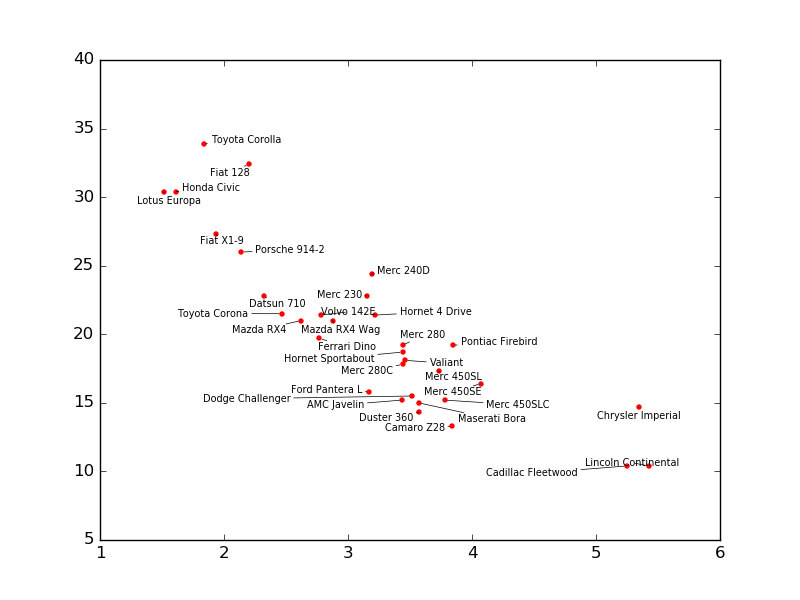 40
35
30
25
20
15
10
5
1
2
3
4
5
6
Toyota Corolla
Fiat 128
Honda Civic
Lotus Europa
Fiat X1-9
Porsche 914-2
Merc 240D
Merc 230
Datsun 710
Toyota Corona
Volvo 142E
Hornet 4 Drive
Mazda RX4
Mazda RX4 Wag
Merc 280
Pontiac Firebird
Ferrari Dino
Hornet Sportabout
Valiant
Merc 280C
Merc 450SL
Ford Pantera L
Merc 450SE
Dodge Challenger
AMC Javelin
Merc 450SLC
Duster 360
Maserati Bora
Chrysler Imperial
Camaro Z28
Lincoln Continental
Cadillac Fleetwood